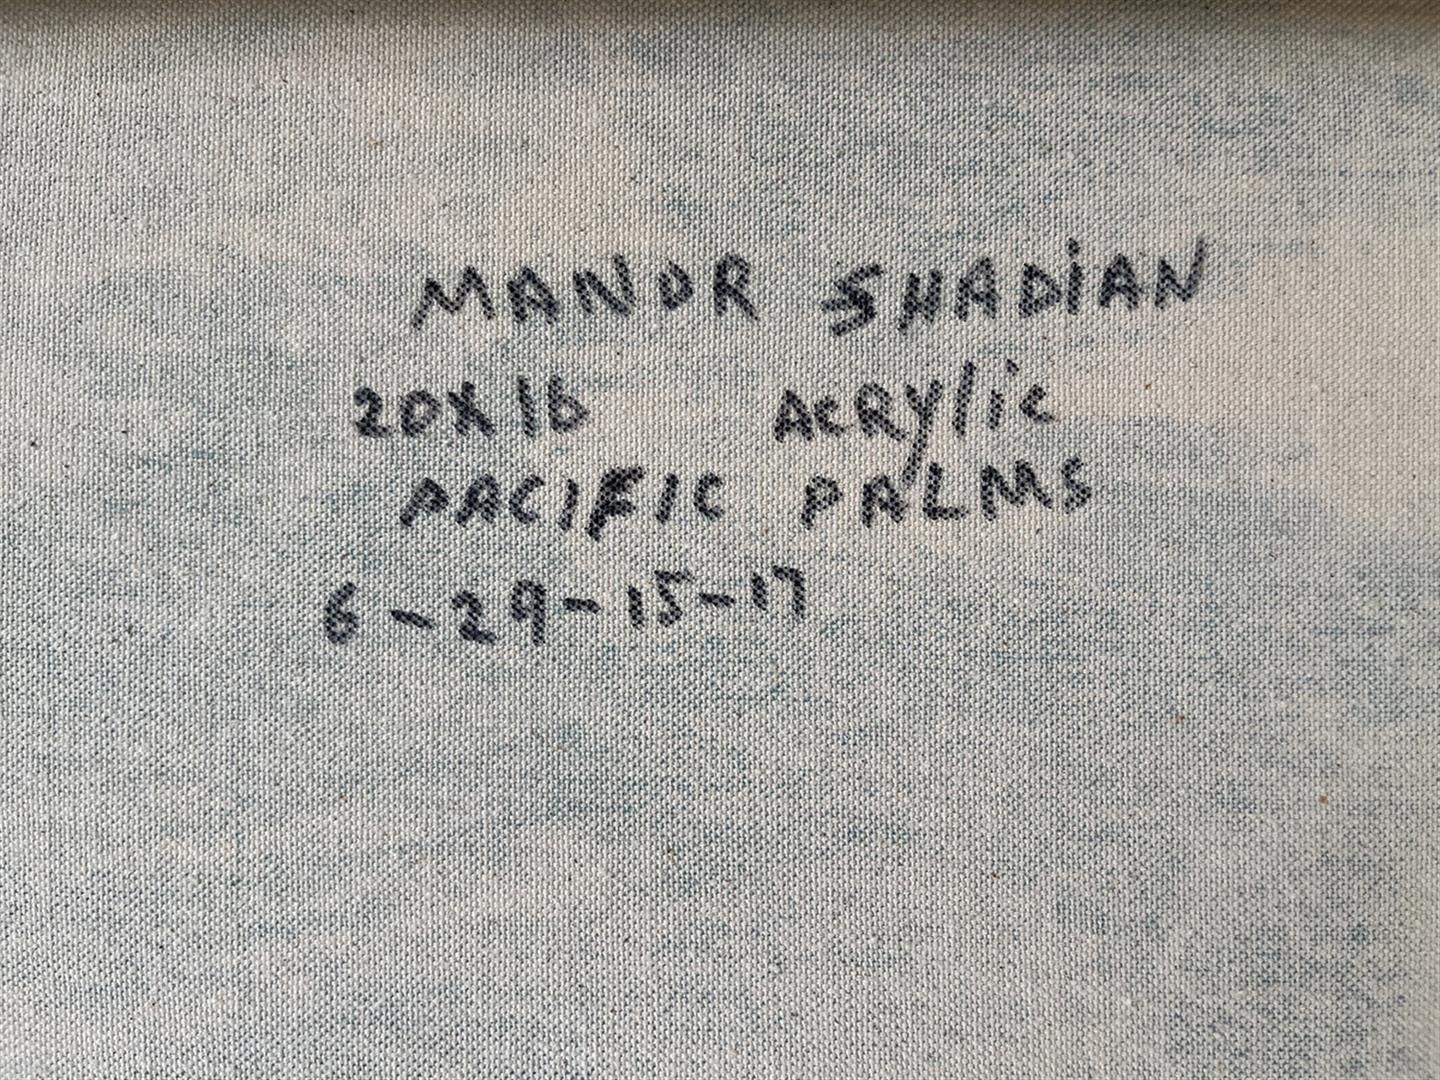 MANOR SHADIAN
20X16 ACRYlic
PACIFIC PALMS
6-29-15-17